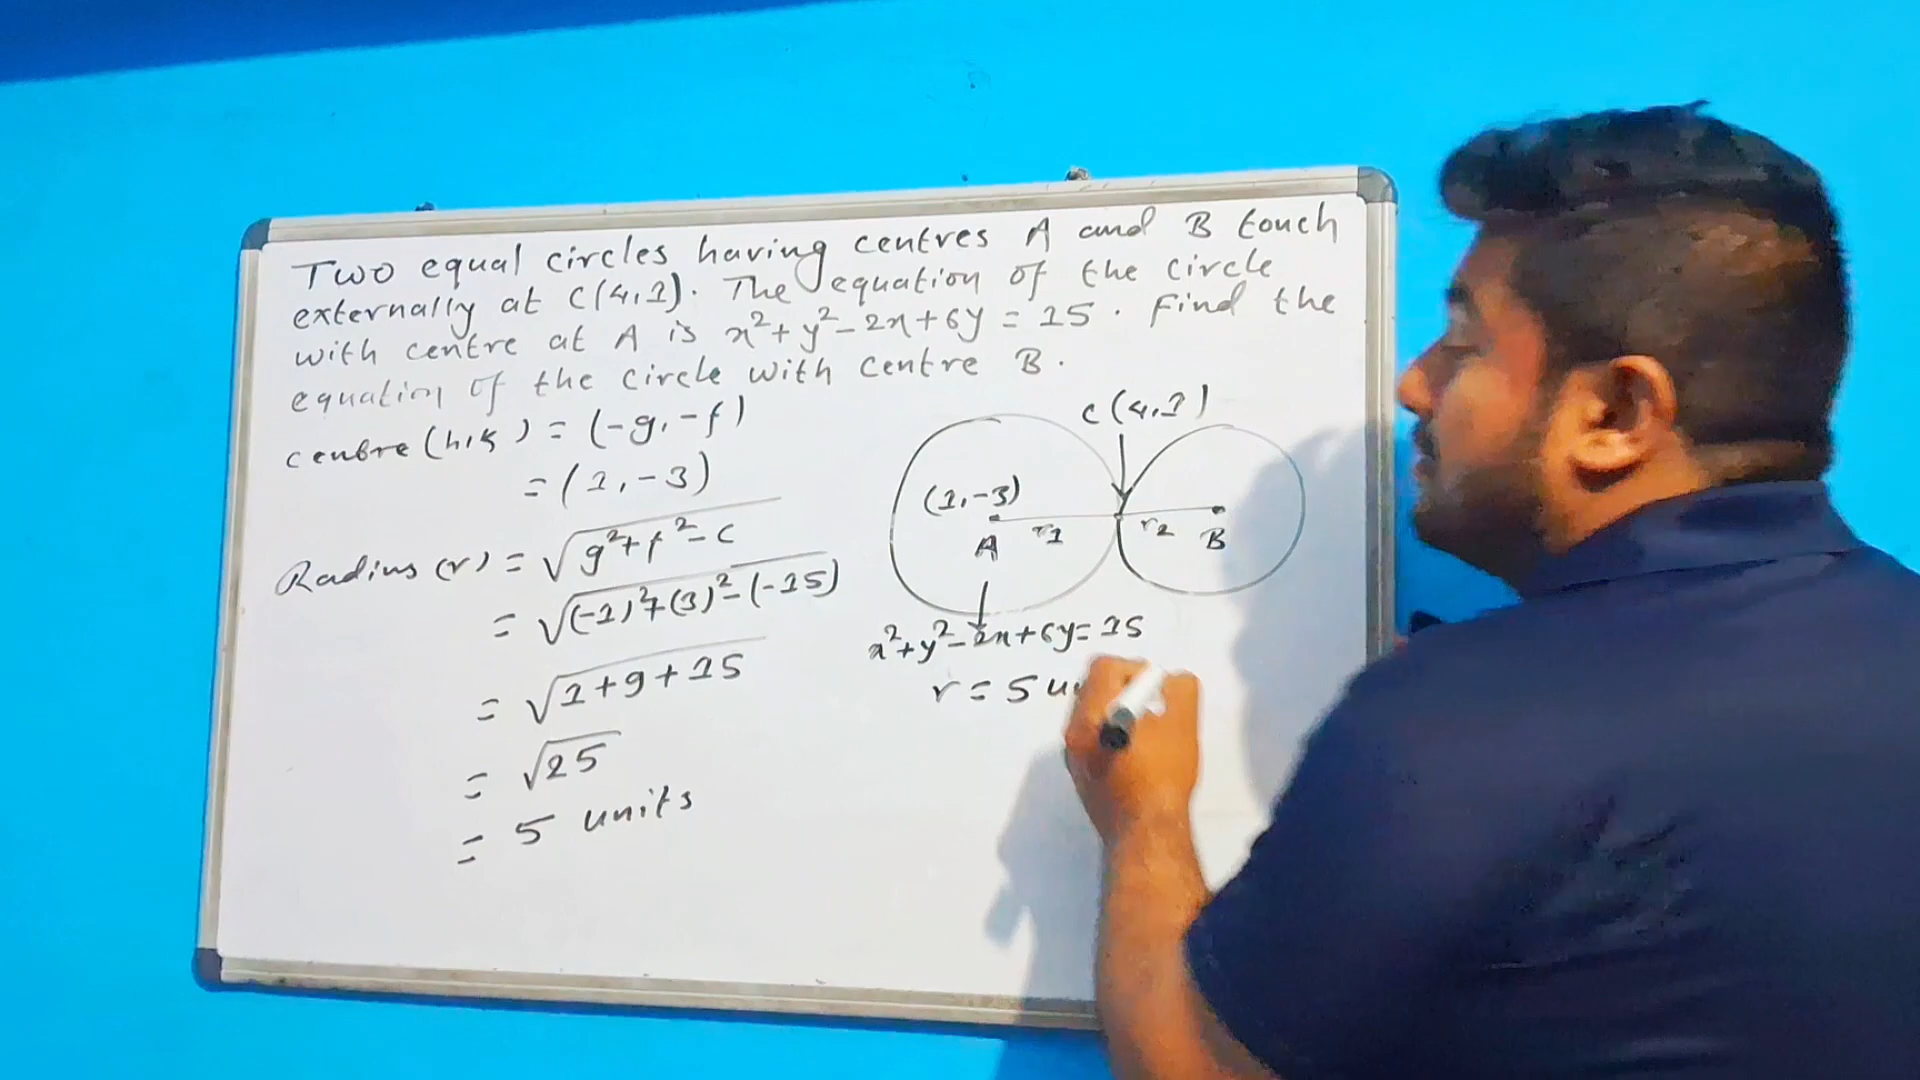 Two equal circles having centres A and B touch
externally at C(4,1). The equation of the circle
with centre at A is x²+y²-2x+6y = 15. Find the
equation of the circle with centre B.
centre (h,k) = (-g,-f)
= (1,-3)
Radius (r) = √g²+f²-c
= √(-1)²+(3)²-(-15)
= √1+9+15
= √25
= 5 units
C(4,1)
(1,-3)
A r1 r2 B
x²+y²-2x+6y=15
r = 5